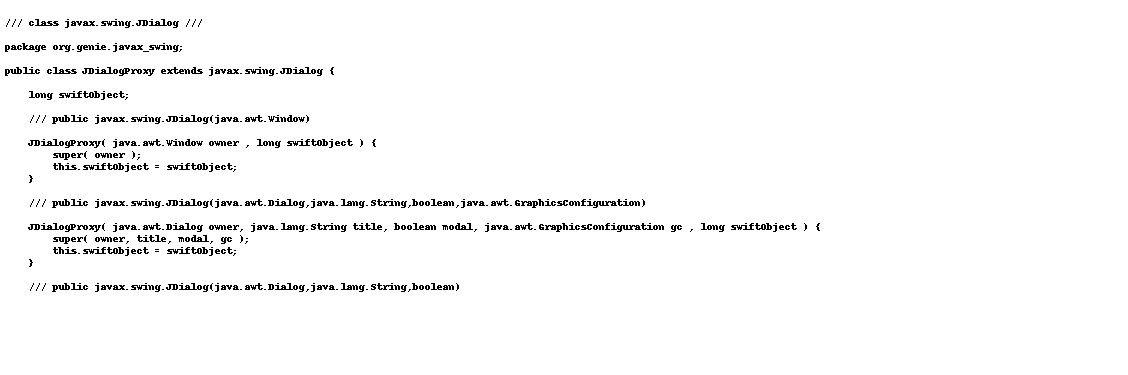 /// class javax.swing.JDialog ///
package org.genie.javax_swing;
public class JDialogProxy extends javax.swing.JDialog {
long swiftObject;
/// public javax.swing.JDialog(java.awt.Window)
JDialogProxy( java.awt.Window owner , long swiftObject ) {
super( owner );
this.swiftObject = swiftObject;
}
/// public javax.swing.JDialog(java.awt.Dialog,java.lang.String,boolean,java.awt.GraphicsConfiguration)
JDialogProxy( java.awt.Dialog owner, java.lang.String title, boolean modal, java.awt.GraphicsConfiguration gc , long swiftObject ) {
super( owner, title, modal, gc );
this.swiftObject = swiftObject;
}
/// public javax.swing.JDialog(java.awt.Dialog,java.lang.String,boolean)